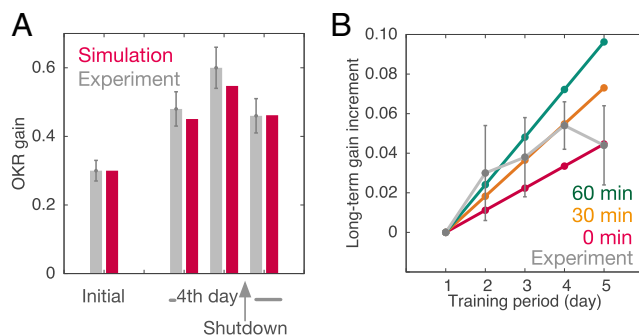 A
Simulation
Experiment
OKR gain
0.6
0.4
0.2
0
Initial
4th day
Shutdown
B
Long-term gain increment
0.10
0.08
0.06
0.04
0.02
0
60 min
30 min
0 min
Experiment
1 2 3 4 5
Training period (day)